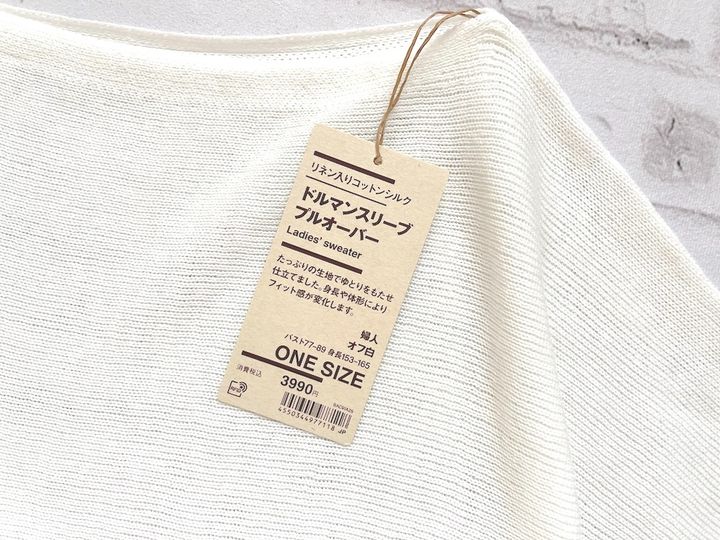 リネン入りコットンシルク
ドルマンスリーブ
プルオーバー
Ladies' sweater
たっぷりの生地でゆとりをもたせ
仕立てました。身長や体形により
フィット感が変化します。
婦人
オフ白
バスト77-89 身長153-165
ONE SIZE
消費税込
3990円
4550344977118
JP